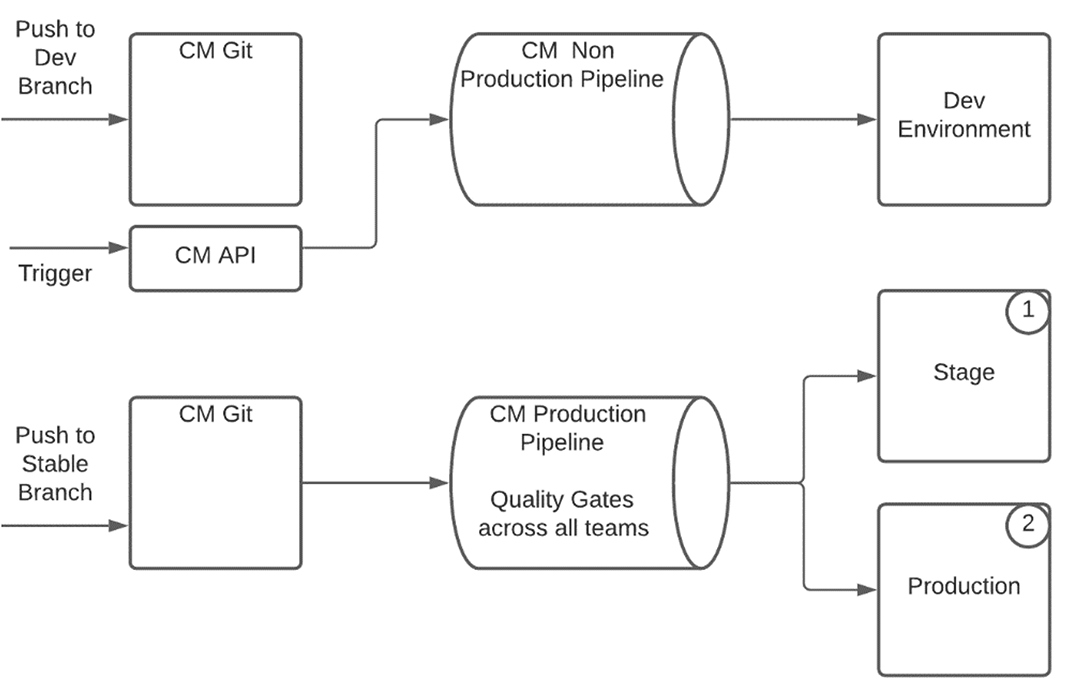 Push to
Dev
Branch
CM Git
CM  Non
Production Pipeline
Dev
Environment
Trigger
CM API
1
Stage
Push to
Stable
Branch
CM Git
CM Production
Pipeline
Quality Gates
across all teams
2
Production